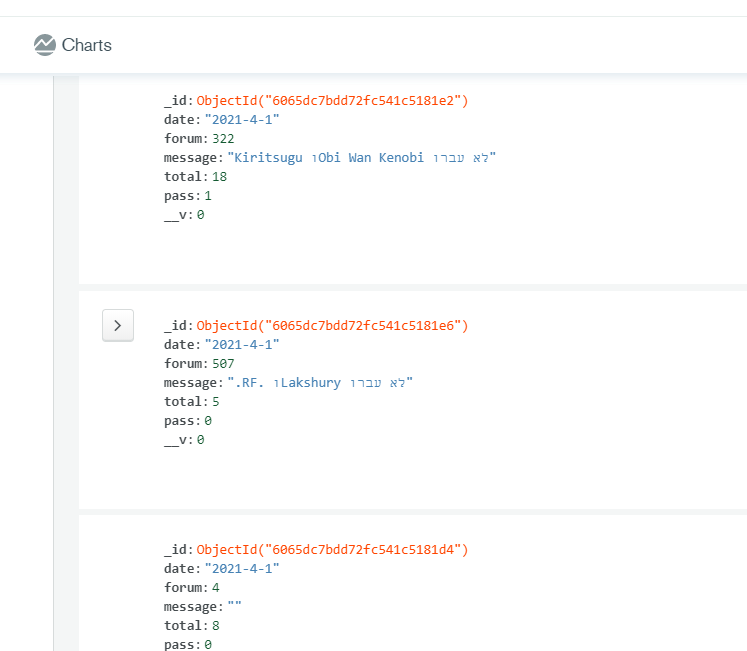 Charts
_id: ObjectId("6065dc7bdd72fc541c5181e2")
date: "2021-4-1"
forum: 322
message: "Kiritsugu וObi Wan Kenobi לא עברו"
total: 18
pass: 1
__v: 0
_id: ObjectId("6065dc7bdd72fc541c5181e6")
date: "2021-4-1"
forum: 507
message: ".RF. וLakshury לא עברו"
total: 5
pass: 0
__v: 0
_id: ObjectId("6065dc7bdd72fc541c5181d4")
date: "2021-4-1"
forum: 4
message: ""
total: 8
pass: 0